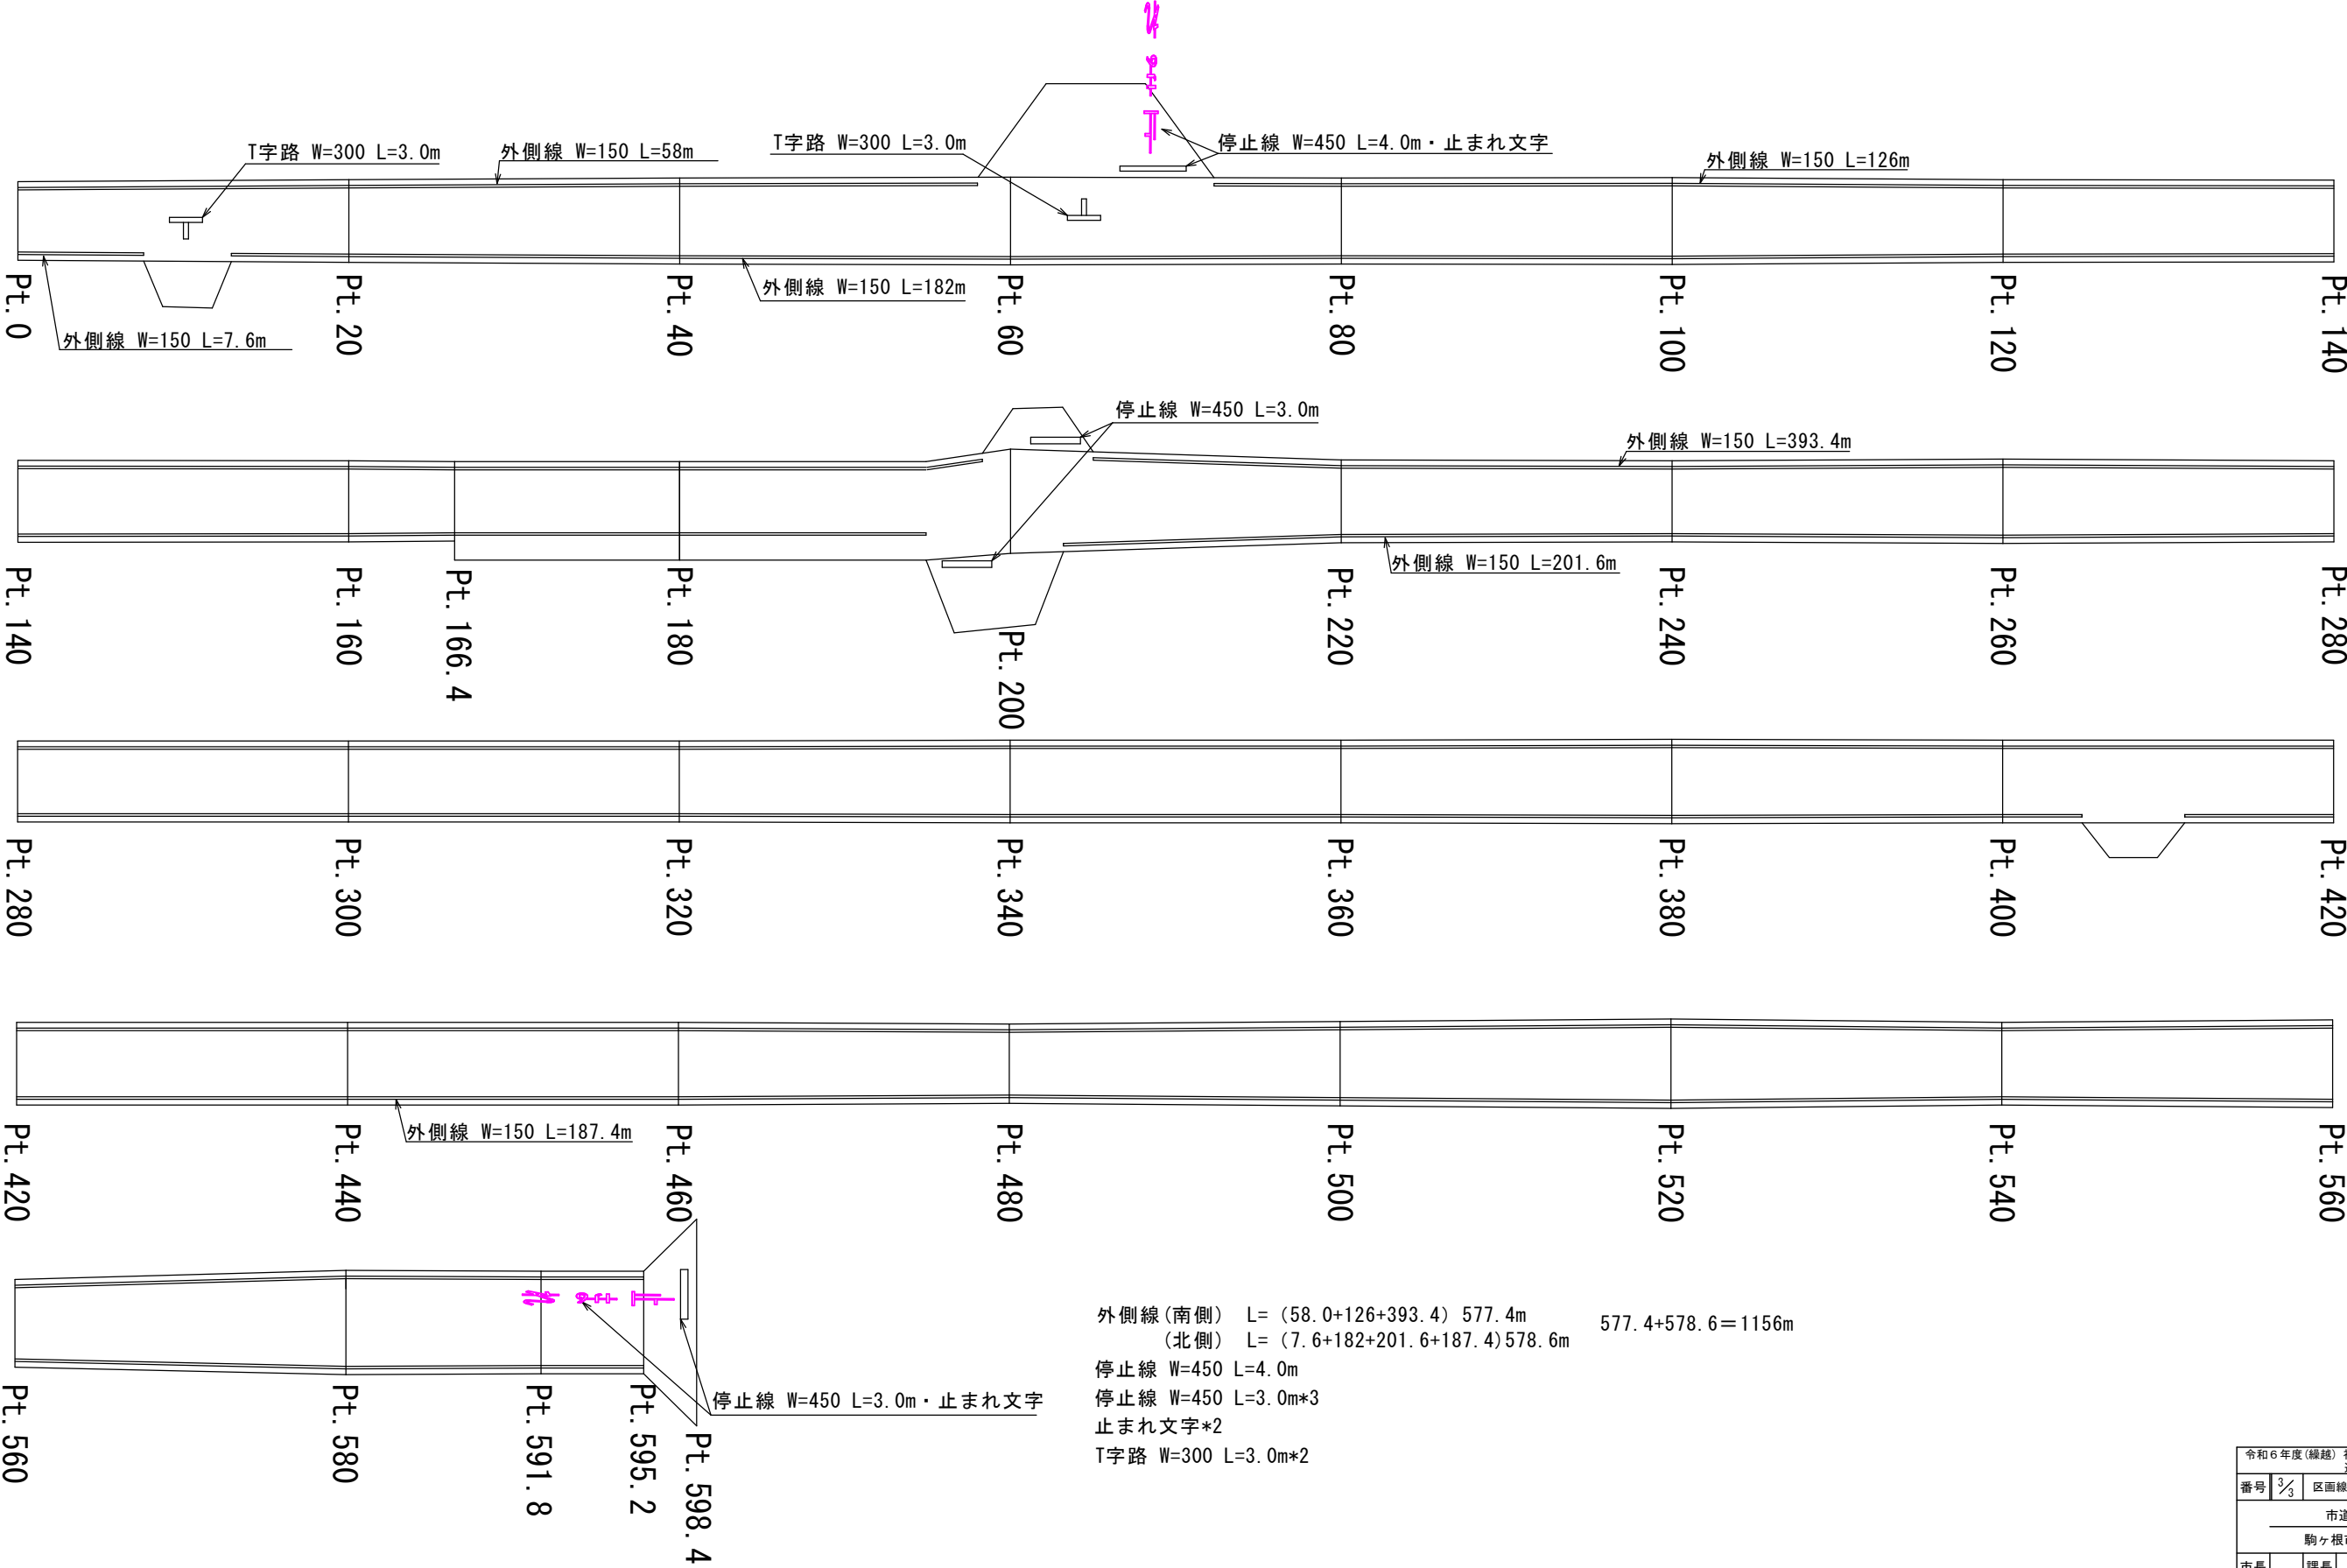 止まれ
T字路 W=300 L=3.0m
外側線 W=150 L=58m
T字路 W=300 L=3.0m
停止線 W=450 L=4.0m・止まれ文字
外側線 W=150 L=126m
外側線 W=150 L=182m
外側線 W=150 L=7.6m
Pt. 0
Pt. 20
Pt. 40
Pt. 60
Pt. 80
Pt. 100
Pt. 120
Pt. 140
停止線 W=450 L=3.0m
外側線 W=150 L=393.4m
外側線 W=150 L=201.6m
Pt. 140
Pt. 160
Pt. 166.4
Pt. 180
Pt. 200
Pt. 220
Pt. 240
Pt. 260
Pt. 280
Pt. 280
Pt. 300
Pt. 320
Pt. 340
Pt. 360
Pt. 380
Pt. 400
Pt. 420
外側線 W=150 L=187.4m
Pt. 420
Pt. 440
Pt. 460
Pt. 480
Pt. 500
Pt. 520
Pt. 540
Pt. 560
止まれ
停止線 W=450 L=3.0m・止まれ文字
Pt. 560
Pt. 580
Pt. 591.8
Pt. 595.2
Pt. 598.4
外側線(南側) L= (58.0+126+393.4) 577.4m
(北側) L= (7.6+182+201.6+187.4)578.6m
577.4+578.6＝1156m
停止線 W=450 L=4.0m
停止線 W=450 L=3.0m*3
止まれ文字*2
T字路 W=300 L=3.0m*2
令和6年度(繰越)
番号 3/3 区画線
市道
駒ヶ根
市長 課長